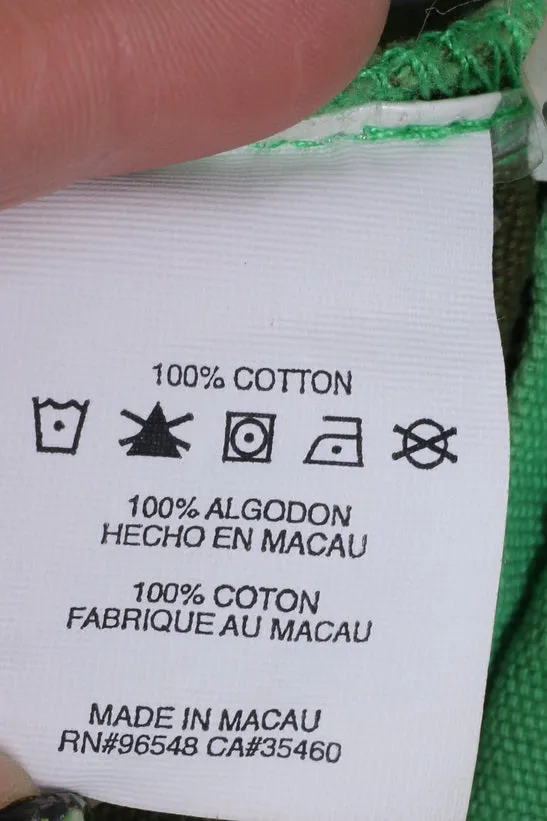 100% COTTON
100% ALGODON
HECHO EN MACAU
100% COTON
FABRIQUE AU MACAU
MADE IN MACAU
RN#96548 CA#35460